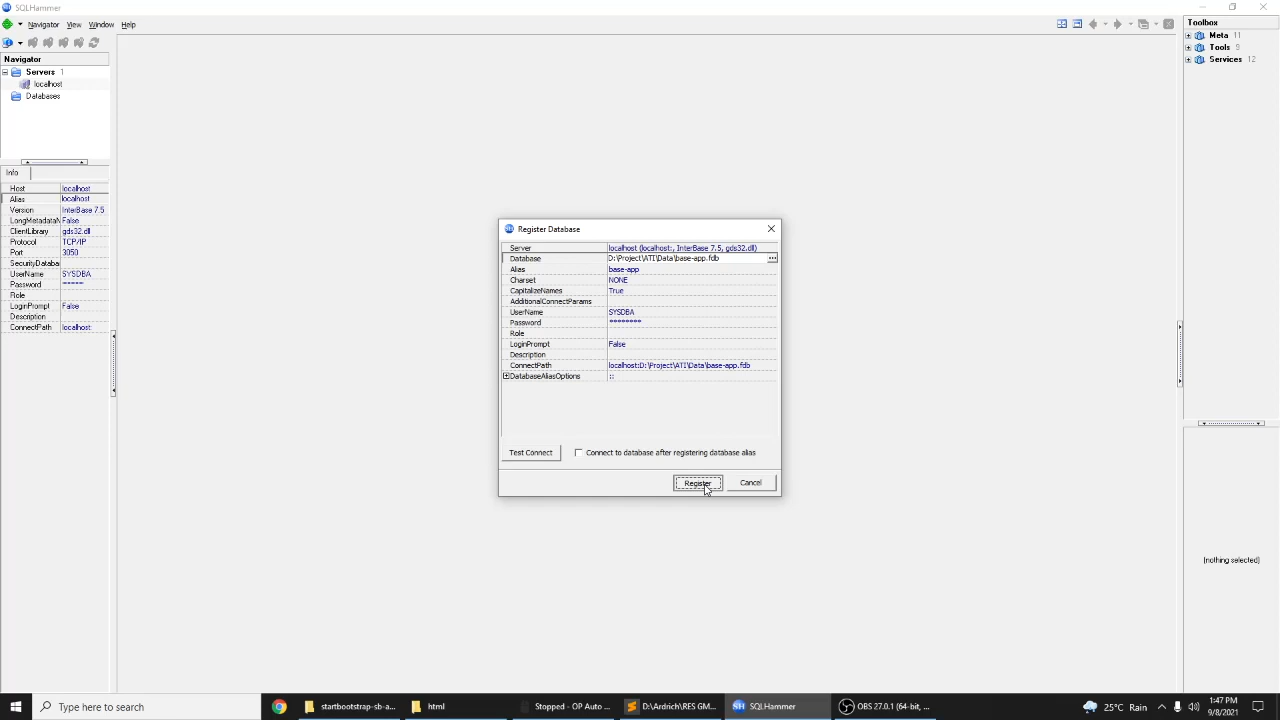 SQLHammer
Navigator View Window Help
Navigator
Servers 1
localhost
Databases
Info
Host localhost
Alias localhost
Version InterBase 7.5
LongMetadataN False
ClientLibrary gds32.dll
Protocol TCP/IP
Port 3050
SecurityDataba
UserName SYSDBA
Password *****
Role
LoginPrompt False
Description
ConnectPath localhost
Register Database
Server localhost (localhost:, InterBase 7.5, gds32.dll)
Database D:\Project\ATI\Data\base-app.fdb ...
Alias base-app
Charset NONE
CapitalizeNames True
AdditionalConnectParams
UserName SYSDBA
Password ********
Role
LoginPrompt False
Description
ConnectPath localhost:D:\Project\ATI\Data\base-app.fdb
DatabaseAliasOptions ;;
Test Connect Connect to database after registering database alias
Register Cancel
Toolbox
Meta 11
Tools 9
Services 12
(nothing selected)
Type here to search
startbootstrap-sb-a...
html
Stopped - OP Auto ...
D:\Ardrich\RES GM...
SQLHammer
OBS 27.0.1 (64-bit, ...
25°C Rain
1:47 PM
9/8/2021